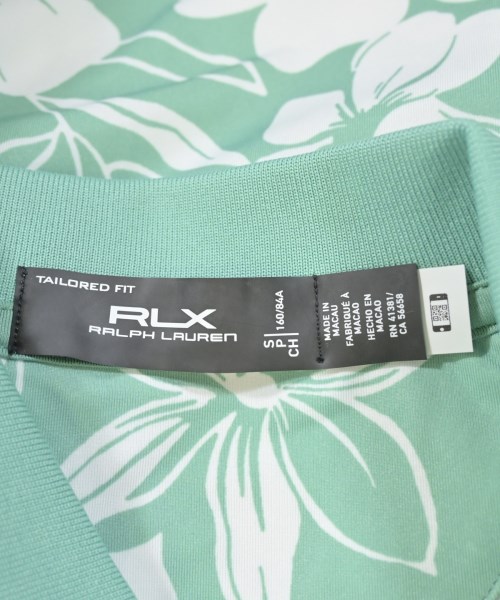 TAILORED FIT
RLX
RALPH LAUREN
S|
P|
CH|
160/84A
MADE IN
MACAU
FABRIQUÉ À
MACAO
HECHO EN
MACAO
RN 41381/
CA 56658